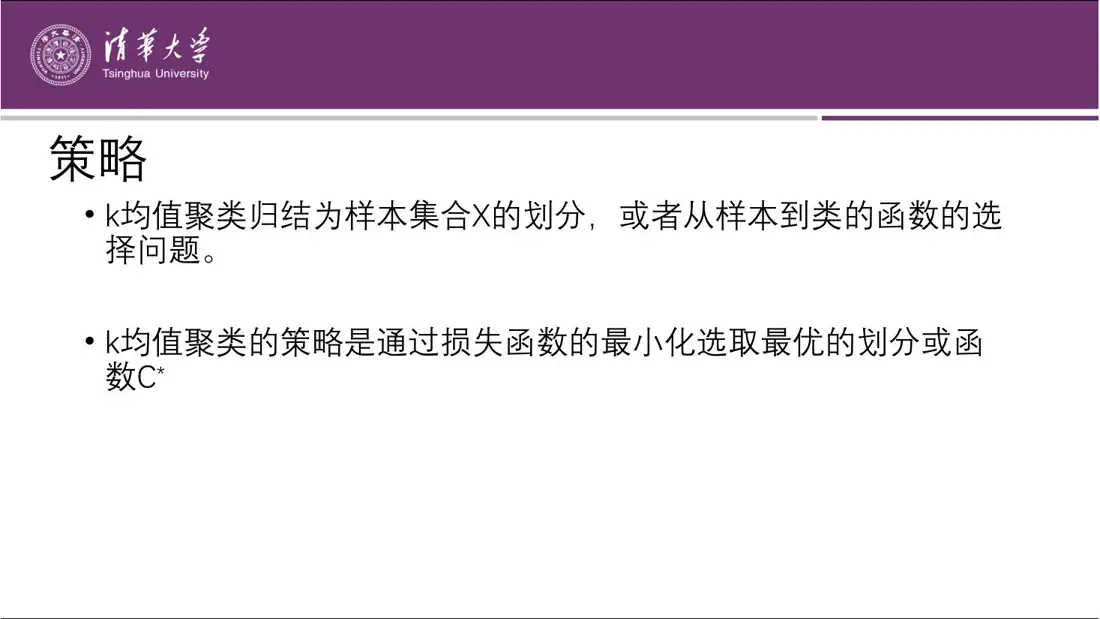 清华大学
Tsinghua University
策略
• k均值聚类归结为样本集合X的划分，或者从样本到类的函数的选
择问题。
• k均值聚类的策略是通过损失函数的最小化选取最优的划分或函
数C*